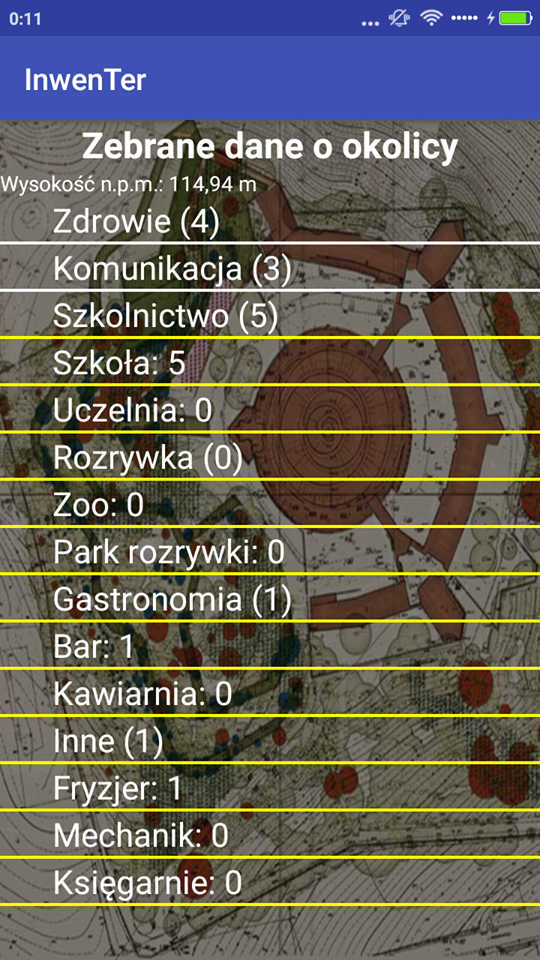 0:11
InwenTer
Zebrane dane o okolicy
Wysokość n.p.m.: 114,94 m
Zdrowie (4)
Komunikacja (3)
Szkolnictwo (5)
Szkoła: 5
Uczelnia: 0
Rozrywka (0)
Zoo: 0
Park rozrywki: 0
Gastronomia (1)
Bar: 1
Kawiarnia: 0
Inne (1)
Fryzjer: 1
Mechanik: 0
Księgarnie: 0